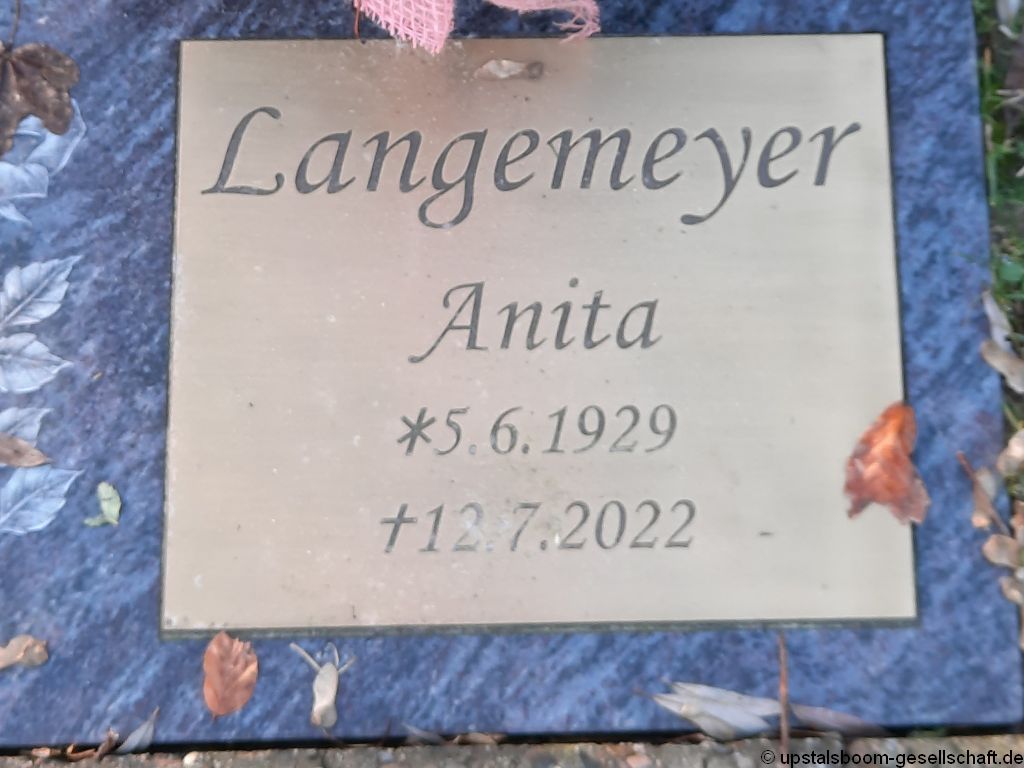 Langemeyer
Anita
*5.6.1929
†12.7.2022
© upstalsboom-gesellschaft.de